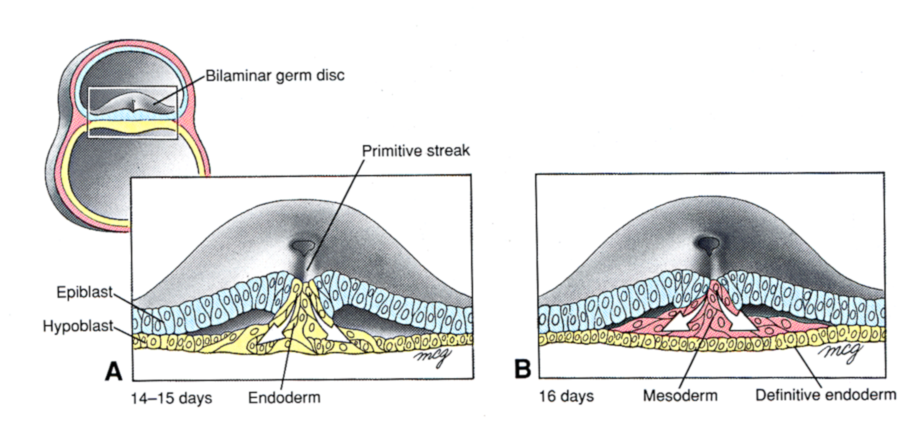 Bilaminar germ disc
Primitive streak
Epiblast
Hypoblast
mcg
A
14–15 days
Endoderm
mcg
B
16 days
Mesoderm
Definitive endoderm